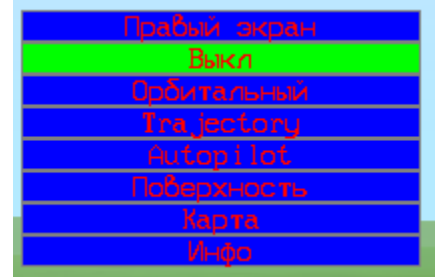 Правый экран
Выкл
Орбитальный
Trajectory
Autopilot
Поверхность
Карта
Инфо